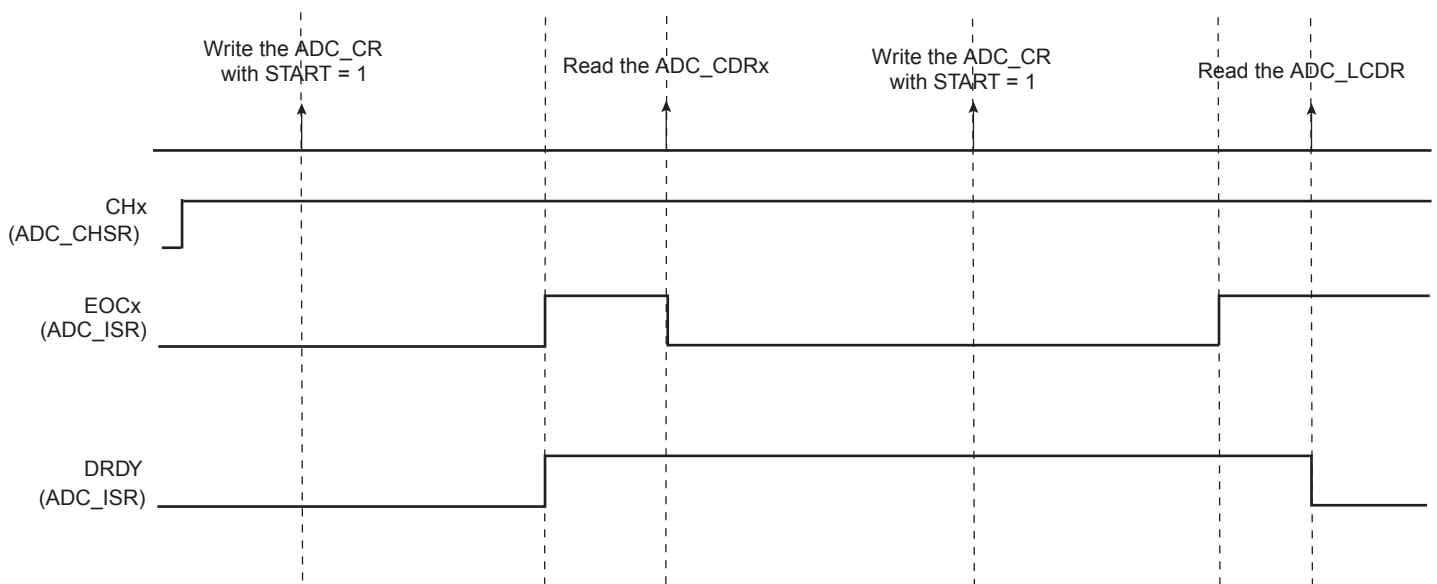 Write the ADC_CR
with START = 1
Read the ADC_CDRx
Write the ADC_CR
with START = 1
Read the ADC_LCDR
CHx
(ADC_CHSR)
EOCx
(ADC_ISR)
DRDY
(ADC_ISR)